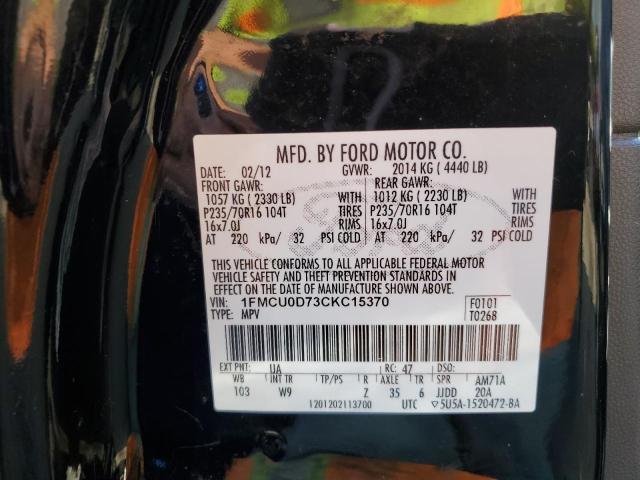 MFD. BY FORD MOTOR CO.
DATE: 02/12 GVWR: 2014 KG ( 4440 LB)
FRONT GAWR: REAR GAWR:
1057 KG ( 2330 LB) WITH 1012 KG ( 2230 LB) WITH
P235/70R16 104T TIRES P235/70R16 104T TIRES
16x7.0J RIMS 16x7.0J RIMS
AT 220 kPa/ 32 PSI COLD AT 220 kPa/ 32 PSI COLD
THIS VEHICLE CONFORMS TO ALL APPLICABLE FEDERAL MOTOR
VEHICLE SAFETY AND THEFT PREVENTION STANDARDS IN
EFFECT ON THE DATE OF MANUFACTURE SHOWN ABOVE.
VIN: 1FMCU0D73CKC15370 F0101
TYPE: MPV T0268
EXT PNT: UA RC: 47 DSO:
WB INT TR TP/PS R AXLE TR SPR AM71A
103 W9 Z 35 6 JJDD 20A
1201202113700 UTC ▽5U5A-1520472-BA